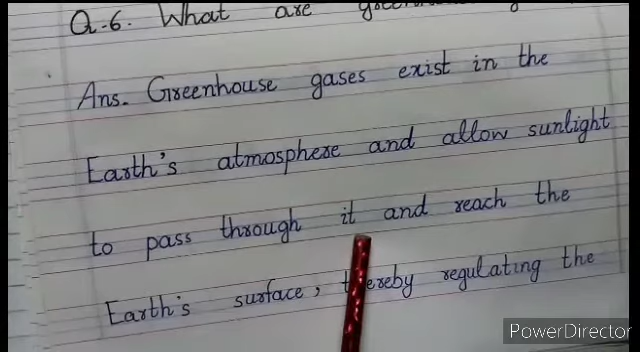 Q.6. What are
Ans. Greenhouse gases exist in the
Earth's atmosphere and allow sunlight
to pass through it and reach the
Earth's surface, thereby regulating the
PowerDirector